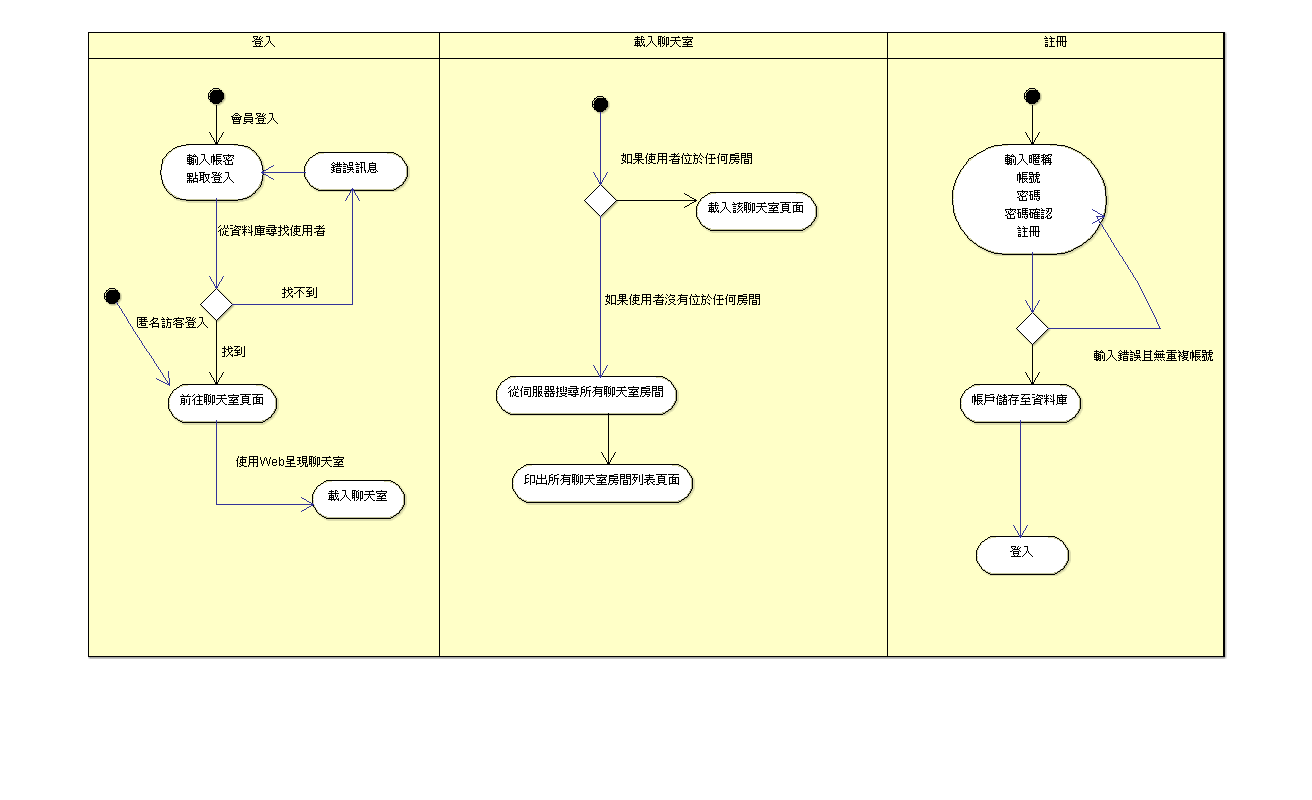 登入
載入聊天室
註冊
會員登入
輸入帳密
點取登入
錯誤訊息
從資料庫尋找使用者
找不到
匿名訪客登入
找到
前往聊天室頁面
使用Web呈現聊天室
載入聊天室
如果使用者位於任何房間
載入該聊天室頁面
如果使用者沒有位於任何房間
從伺服器搜尋所有聊天室房間
印出所有聊天室房間列表頁面
輸入暱稱
帳號
密碼
密碼確認
註冊
輸入錯誤且無重複帳號
帳戶儲存至資料庫
登入